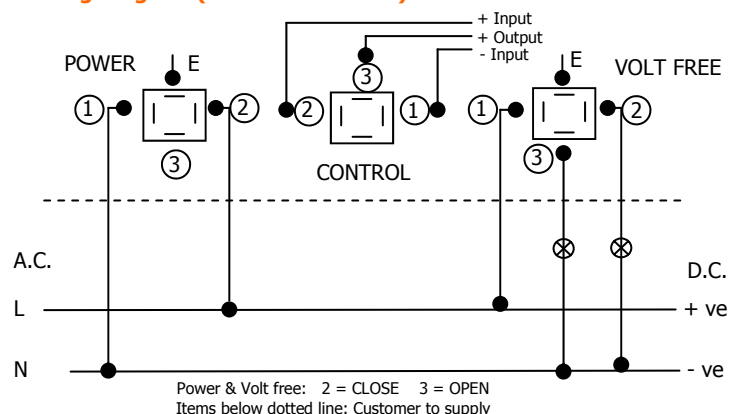 + Input
+ Output
- Input
POWER E
E VOLT FREE
3
1 2 2 1 1 2
3
3
CONTROL
A.C.
D.C.
L + ve
N - ve
Power & Volt free: 2 = CLOSE 3 = OPEN
Items below dotted line: Customer to supply